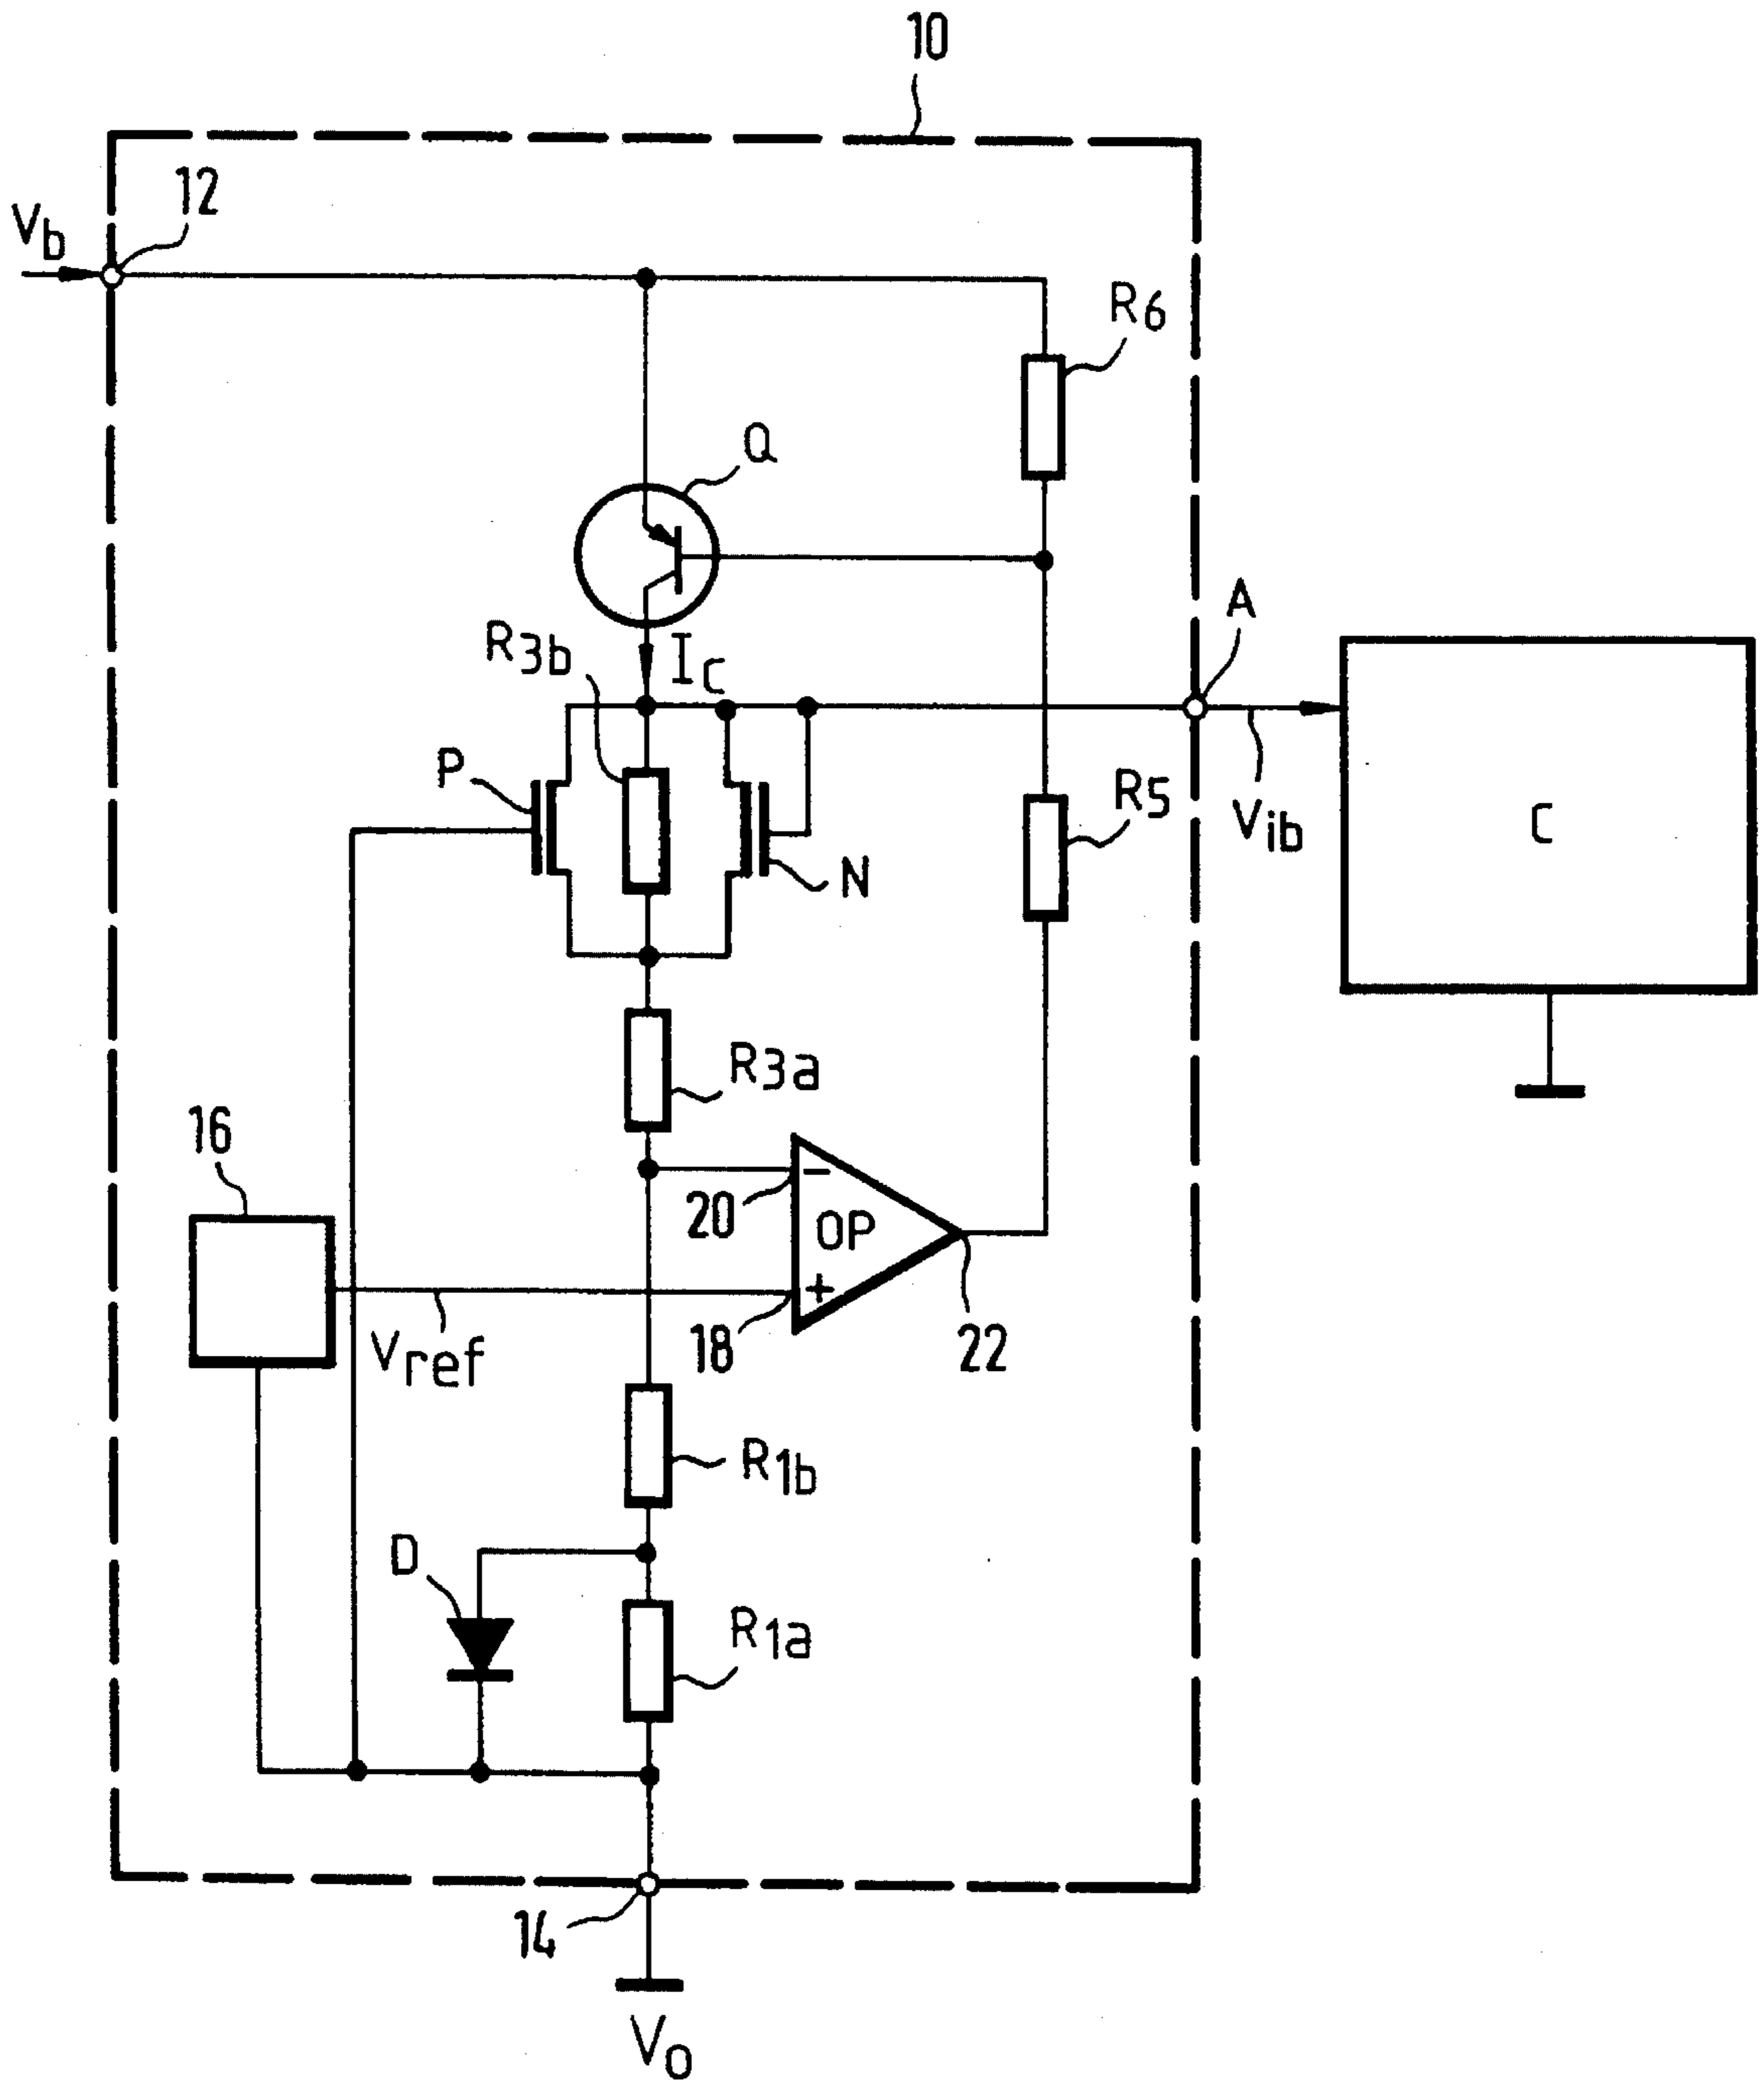 10
12
Vb
R6
Q
A
R3b
Ic
P
R5
N
Vib
C
R3a
16
20
-
OP
+
18
22
Vref
R1b
D
R1a
14
Vo